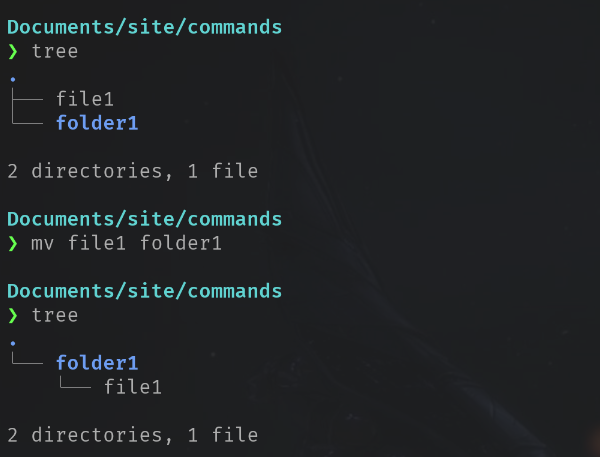 Documents/site/commands
❯ tree
.
├── file1
└── folder1
2 directories, 1 file
Documents/site/commands
❯ mv file1 folder1
Documents/site/commands
❯ tree
.
└── folder1
    └── file1
2 directories, 1 file